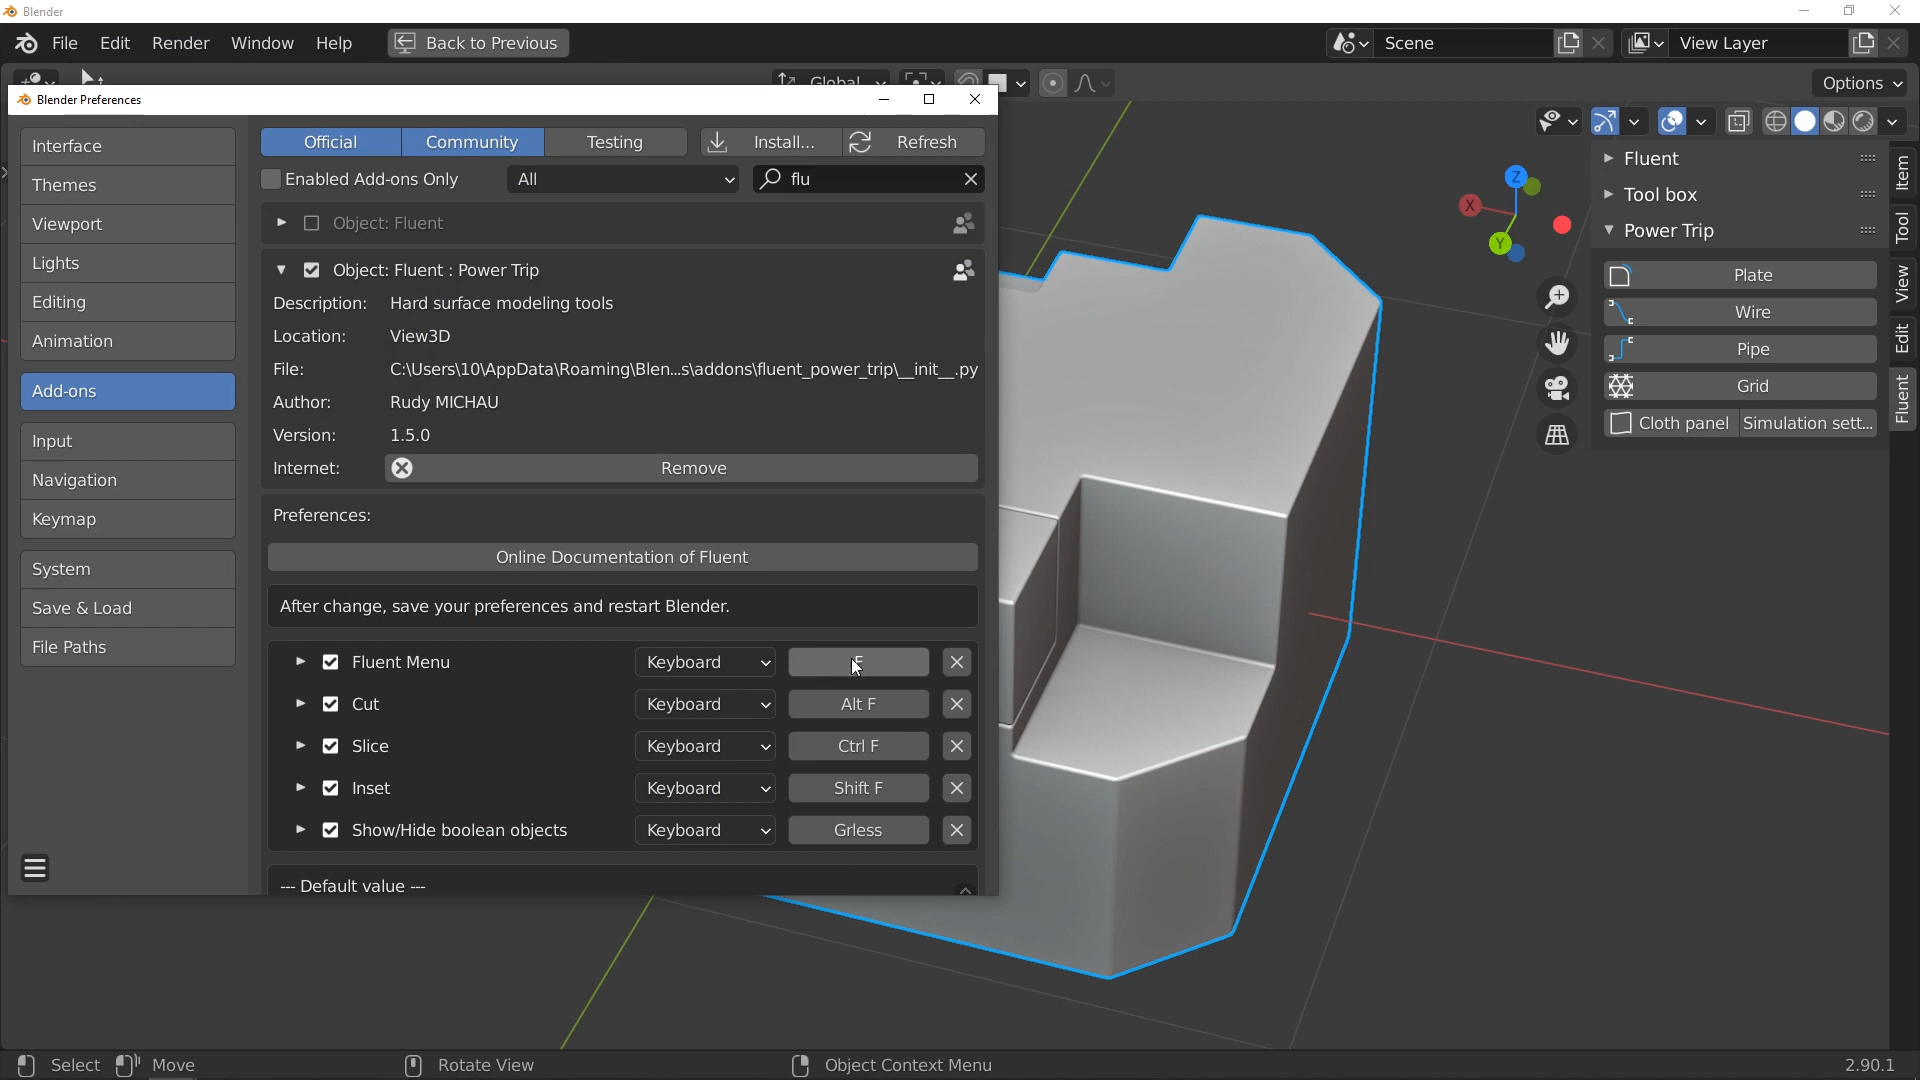 Blender
File Edit Render Window Help Back to Previous Scene View Layer
Global Options
Blender Preferences
Interface
Themes
Viewport
Lights
Editing
Animation
Add-ons
Input
Navigation
Keymap
System
Save & Load
File Paths
Official Community Testing Install... Refresh
Enabled Add-ons Only All flu
Object: Fluent
Object: Fluent : Power Trip
Description: Hard surface modeling tools
Location: View3D
File: C:\Users\10\AppData\Roaming\Blen...s\addons\fluent_power_trip\__init__.py
Author: Rudy MICHAU
Version: 1.5.0
Internet: Remove
Preferences:
Online Documentation of Fluent
After change, save your preferences and restart Blender.
Fluent Menu Keyboard F
Cut Keyboard Alt F
Slice Keyboard Ctrl F
Inset Keyboard Shift F
Show/Hide boolean objects Keyboard Grless
--- Default value ---
Z
X
Y
Fluent
Tool box
Power Trip
Plate
Wire
Pipe
Grid
Cloth panel Simulation sett...
Item
Tool
View
Edit
Fluent
Select Move Rotate View Object Context Menu 2.90.1